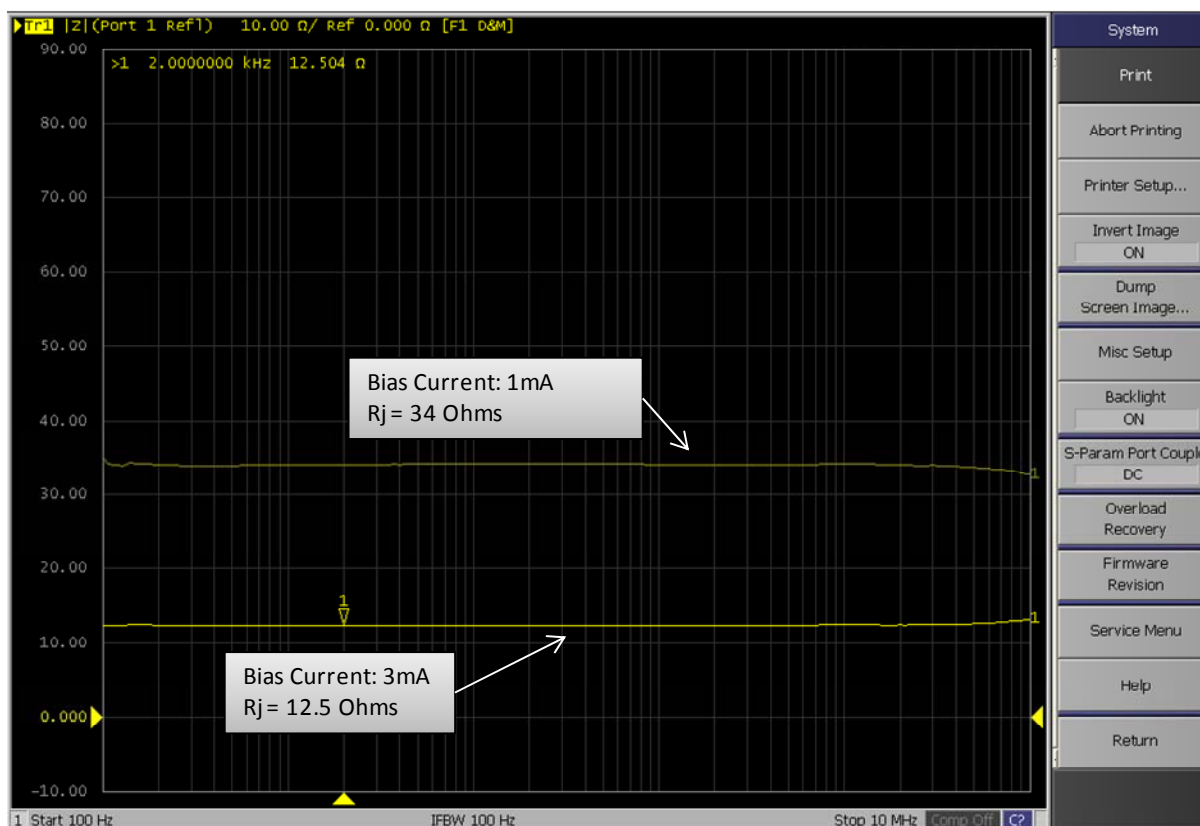 Tr1 |Z|(Port 1 Refl) 10.00 Ω/ Ref 0.000 Ω [F1 D&M]
90.00
>1 2.0000000 kHz 12.504 Ω
80.00
70.00
60.00
50.00
40.00
30.00
20.00
10.00
0.000
-10.00
Bias Current: 1mA
Rj = 34 Ohms
1
1
1
Bias Current: 3mA
Rj = 12.5 Ohms
1 Start 100 Hz IFBW 100 Hz Stop 10 MHz Comp Off C?
System
Print
Abort Printing
Printer Setup...
Invert Image
ON
Dump
Screen Image...
Misc Setup
Backlight
ON
S-Param Port Couple
DC
Overload
Recovery
Firmware
Revision
Service Menu
Help
Return